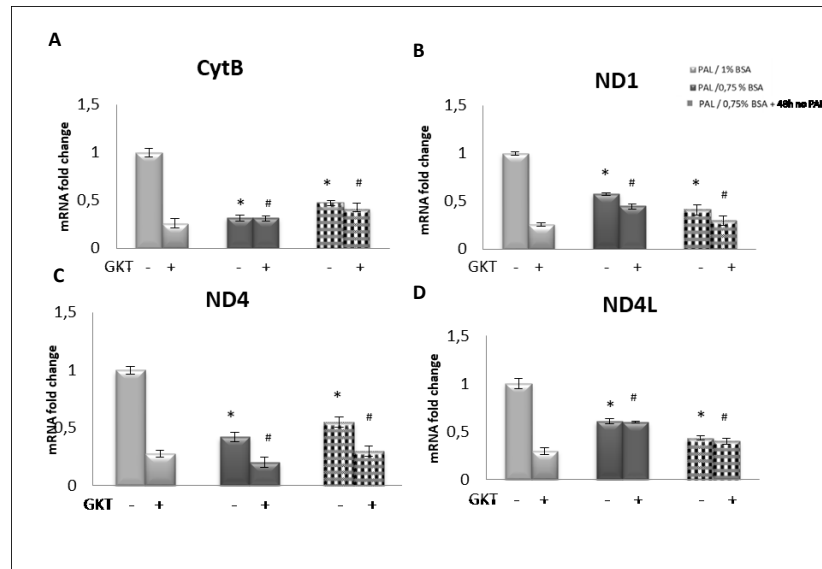 A
CytB
1,5
1
0,5
0
mRNA fold change
* # * #
GKT - + - + - +
B
ND1
PAL / 1% BSA
PAL /0,75 % BSA
PAL / 0,75% BSA + 48h no PAL
1,5
1
0,5
0
mRNA fold change
* # * #
GKT - + - + - +
C
ND4
1,5
1
0,5
0
mRNA fold change
* # * #
GKT - + - + - +
D
ND4L
1,5
1
0,5
0
mRNA fold change
* # * #
GKT - + - + - +